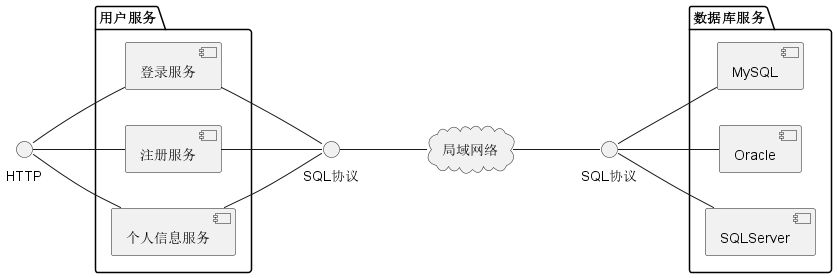 用户服务
登录服务
注册服务
个人信息服务
HTTP
SQL协议
局域网络
SQL协议
数据库服务
MySQL
Oracle
SQLServer